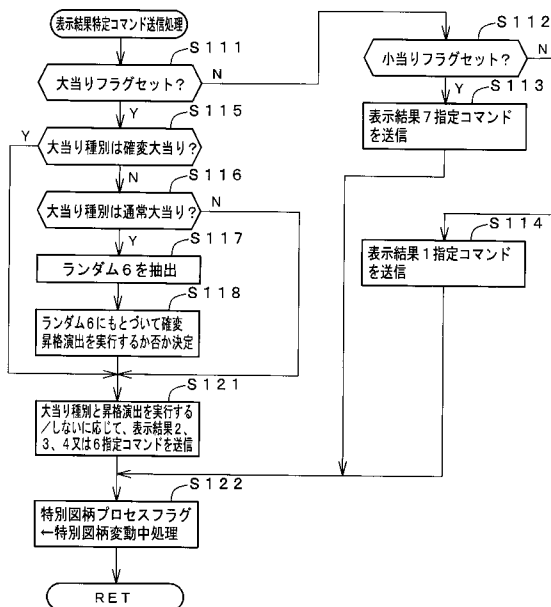 表示結果特定コマンド送信処理
S111
大当りフラグセット？
N
Y
S112
小当りフラグセット？
N
Y
S113
表示結果７指定コマンド
を送信
S114
表示結果１指定コマンド
を送信
S115
大当り種別は確変大当り？
Y
N
S116
大当り種別は通常大当り？
N
Y
S117
ランダム６を抽出
S118
ランダム６にもとづいて確変
昇格演出を実行するか否か決定
S121
大当り種別と昇格演出を実行する
／しないに応じて、表示結果２、
３、４又は６指定コマンドを送信
S122
特別図柄プロセスフラグ
←特別図柄変動中処理
RET